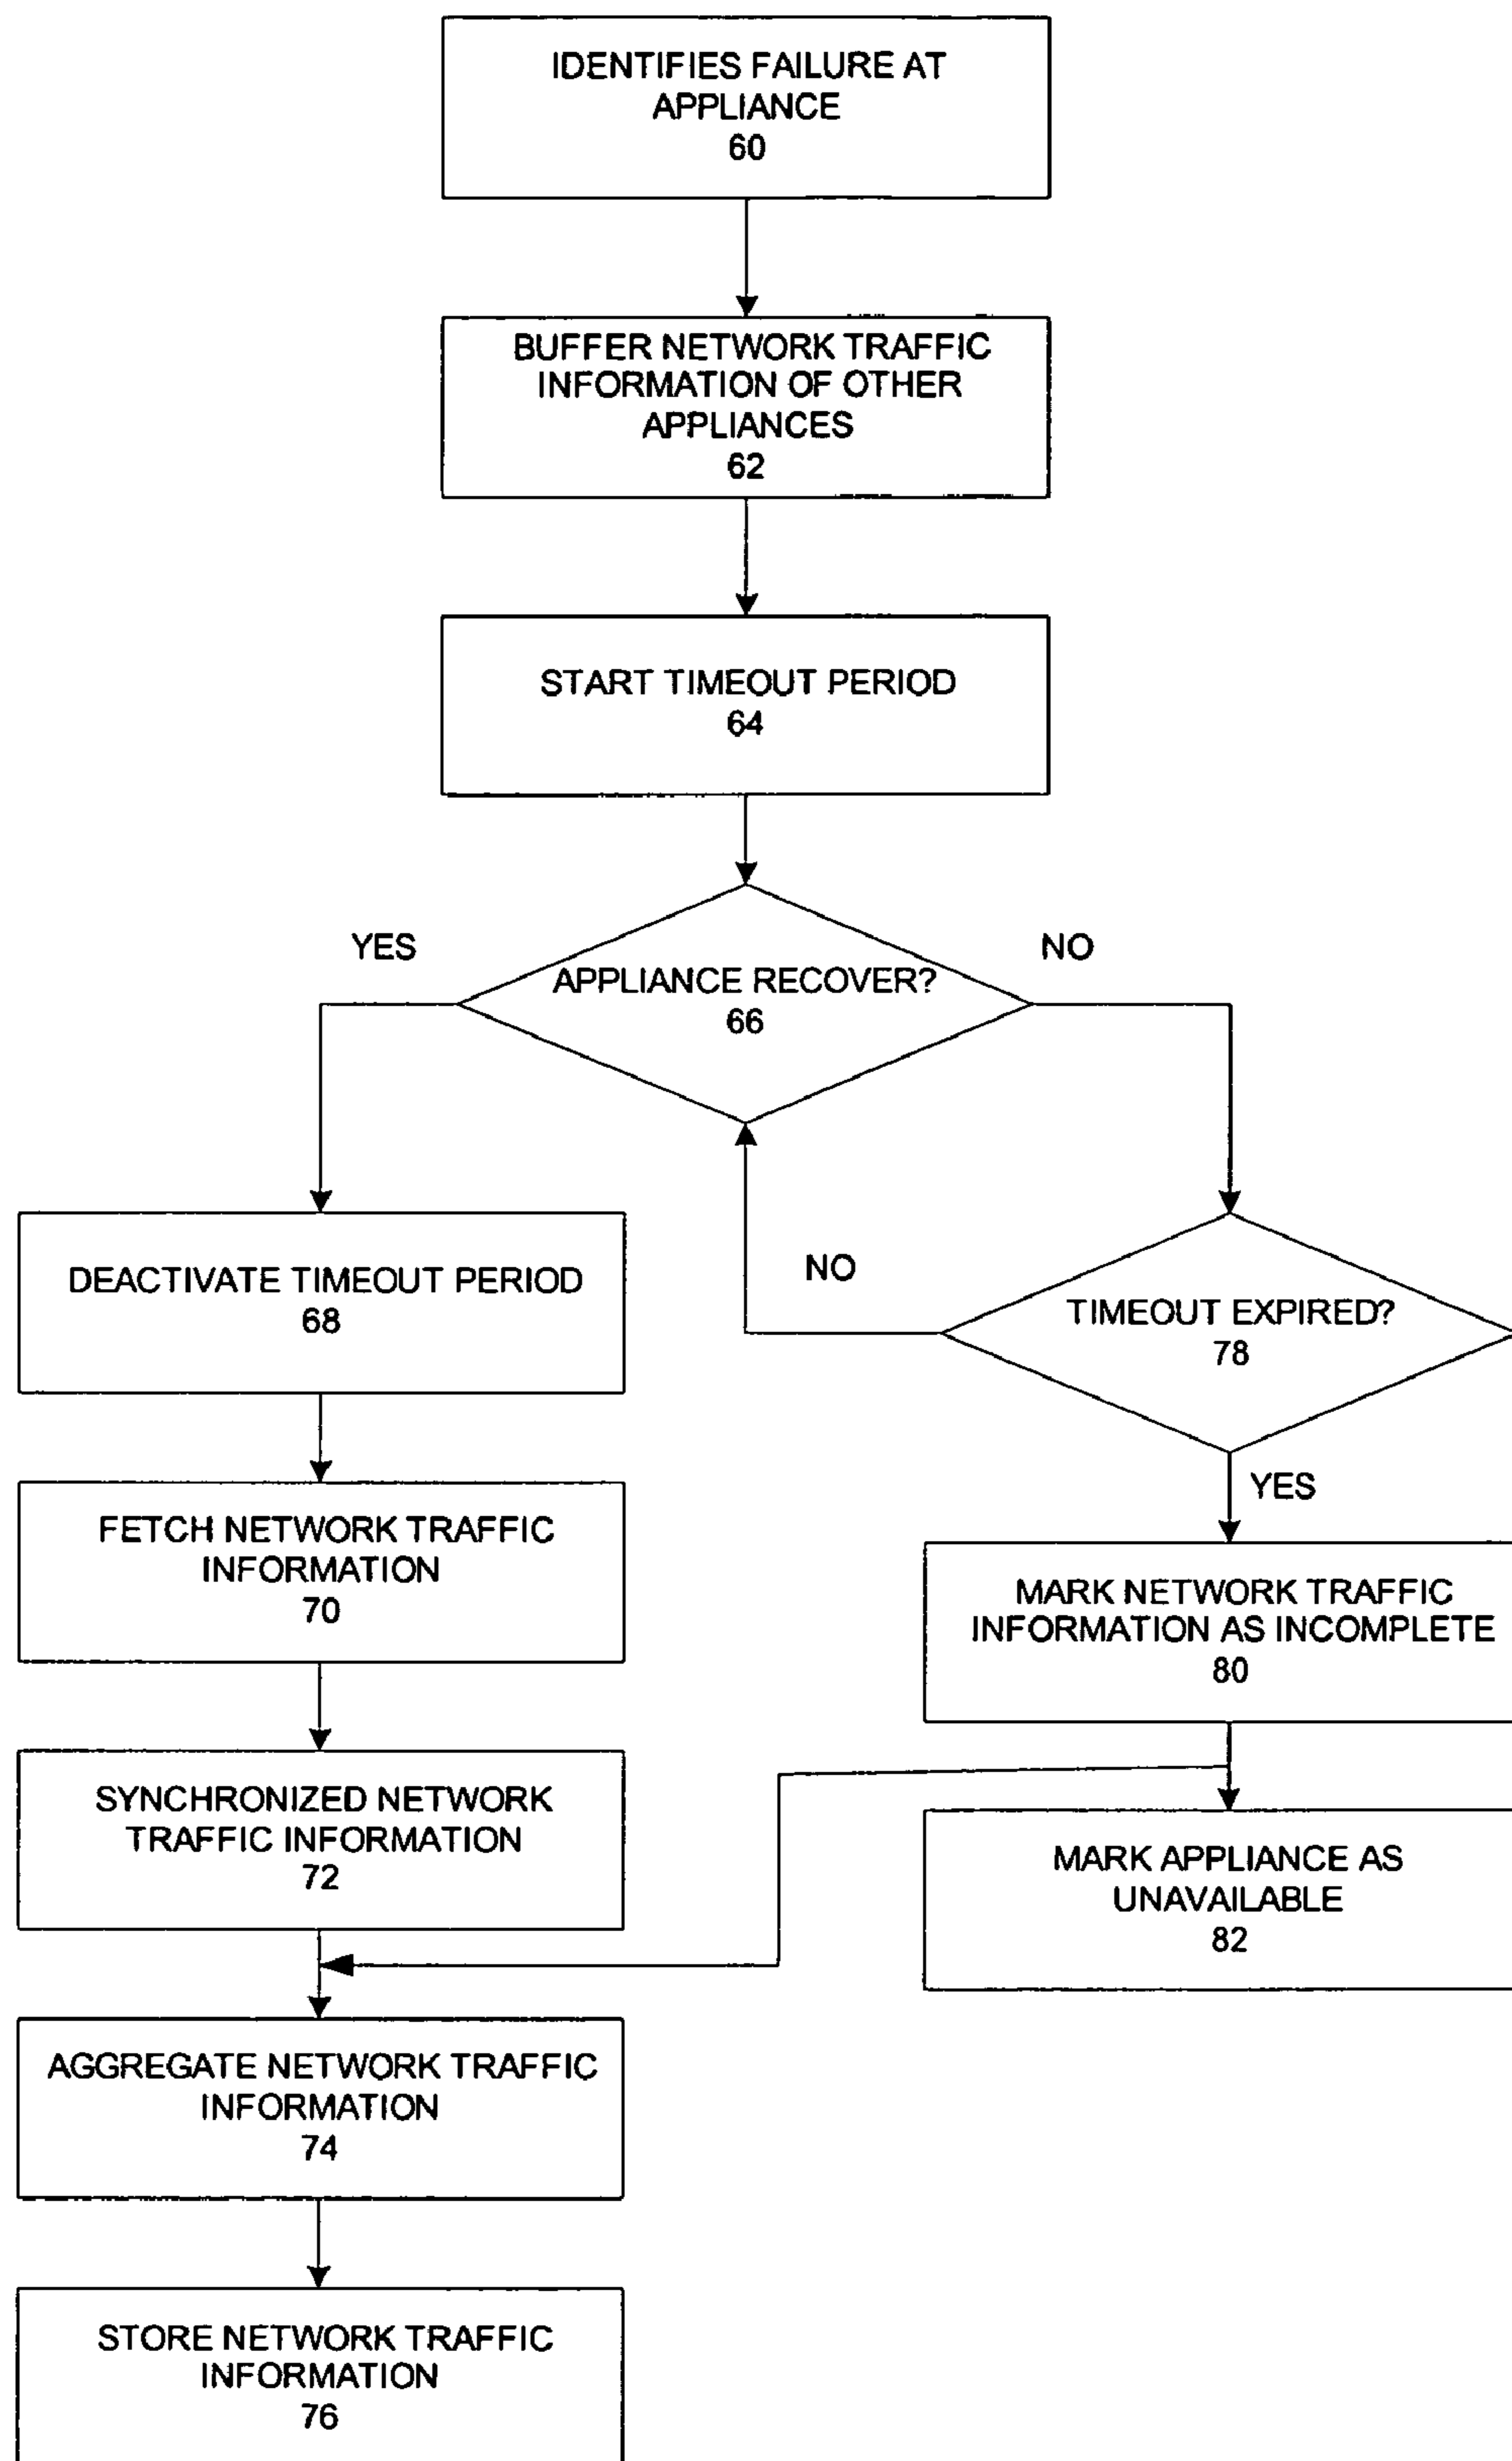 IDENTIFIES FAILURE AT
APPLIANCE
60
BUFFER NETWORK TRAFFIC
INFORMATION OF OTHER
APPLIANCES
62
START TIMEOUT PERIOD
64
YES
NO
APPLIANCE RECOVER?
66
DEACTIVATE TIMEOUT PERIOD
68
NO
TIMEOUT EXPIRED?
78
YES
FETCH NETWORK TRAFFIC
INFORMATION
70
MARK NETWORK TRAFFIC
INFORMATION AS INCOMPLETE
80
SYNCHRONIZED NETWORK
TRAFFIC INFORMATION
72
MARK APPLIANCE AS
UNAVAILABLE
82
AGGREGATE NETWORK TRAFFIC
INFORMATION
74
STORE NETWORK TRAFFIC
INFORMATION
76